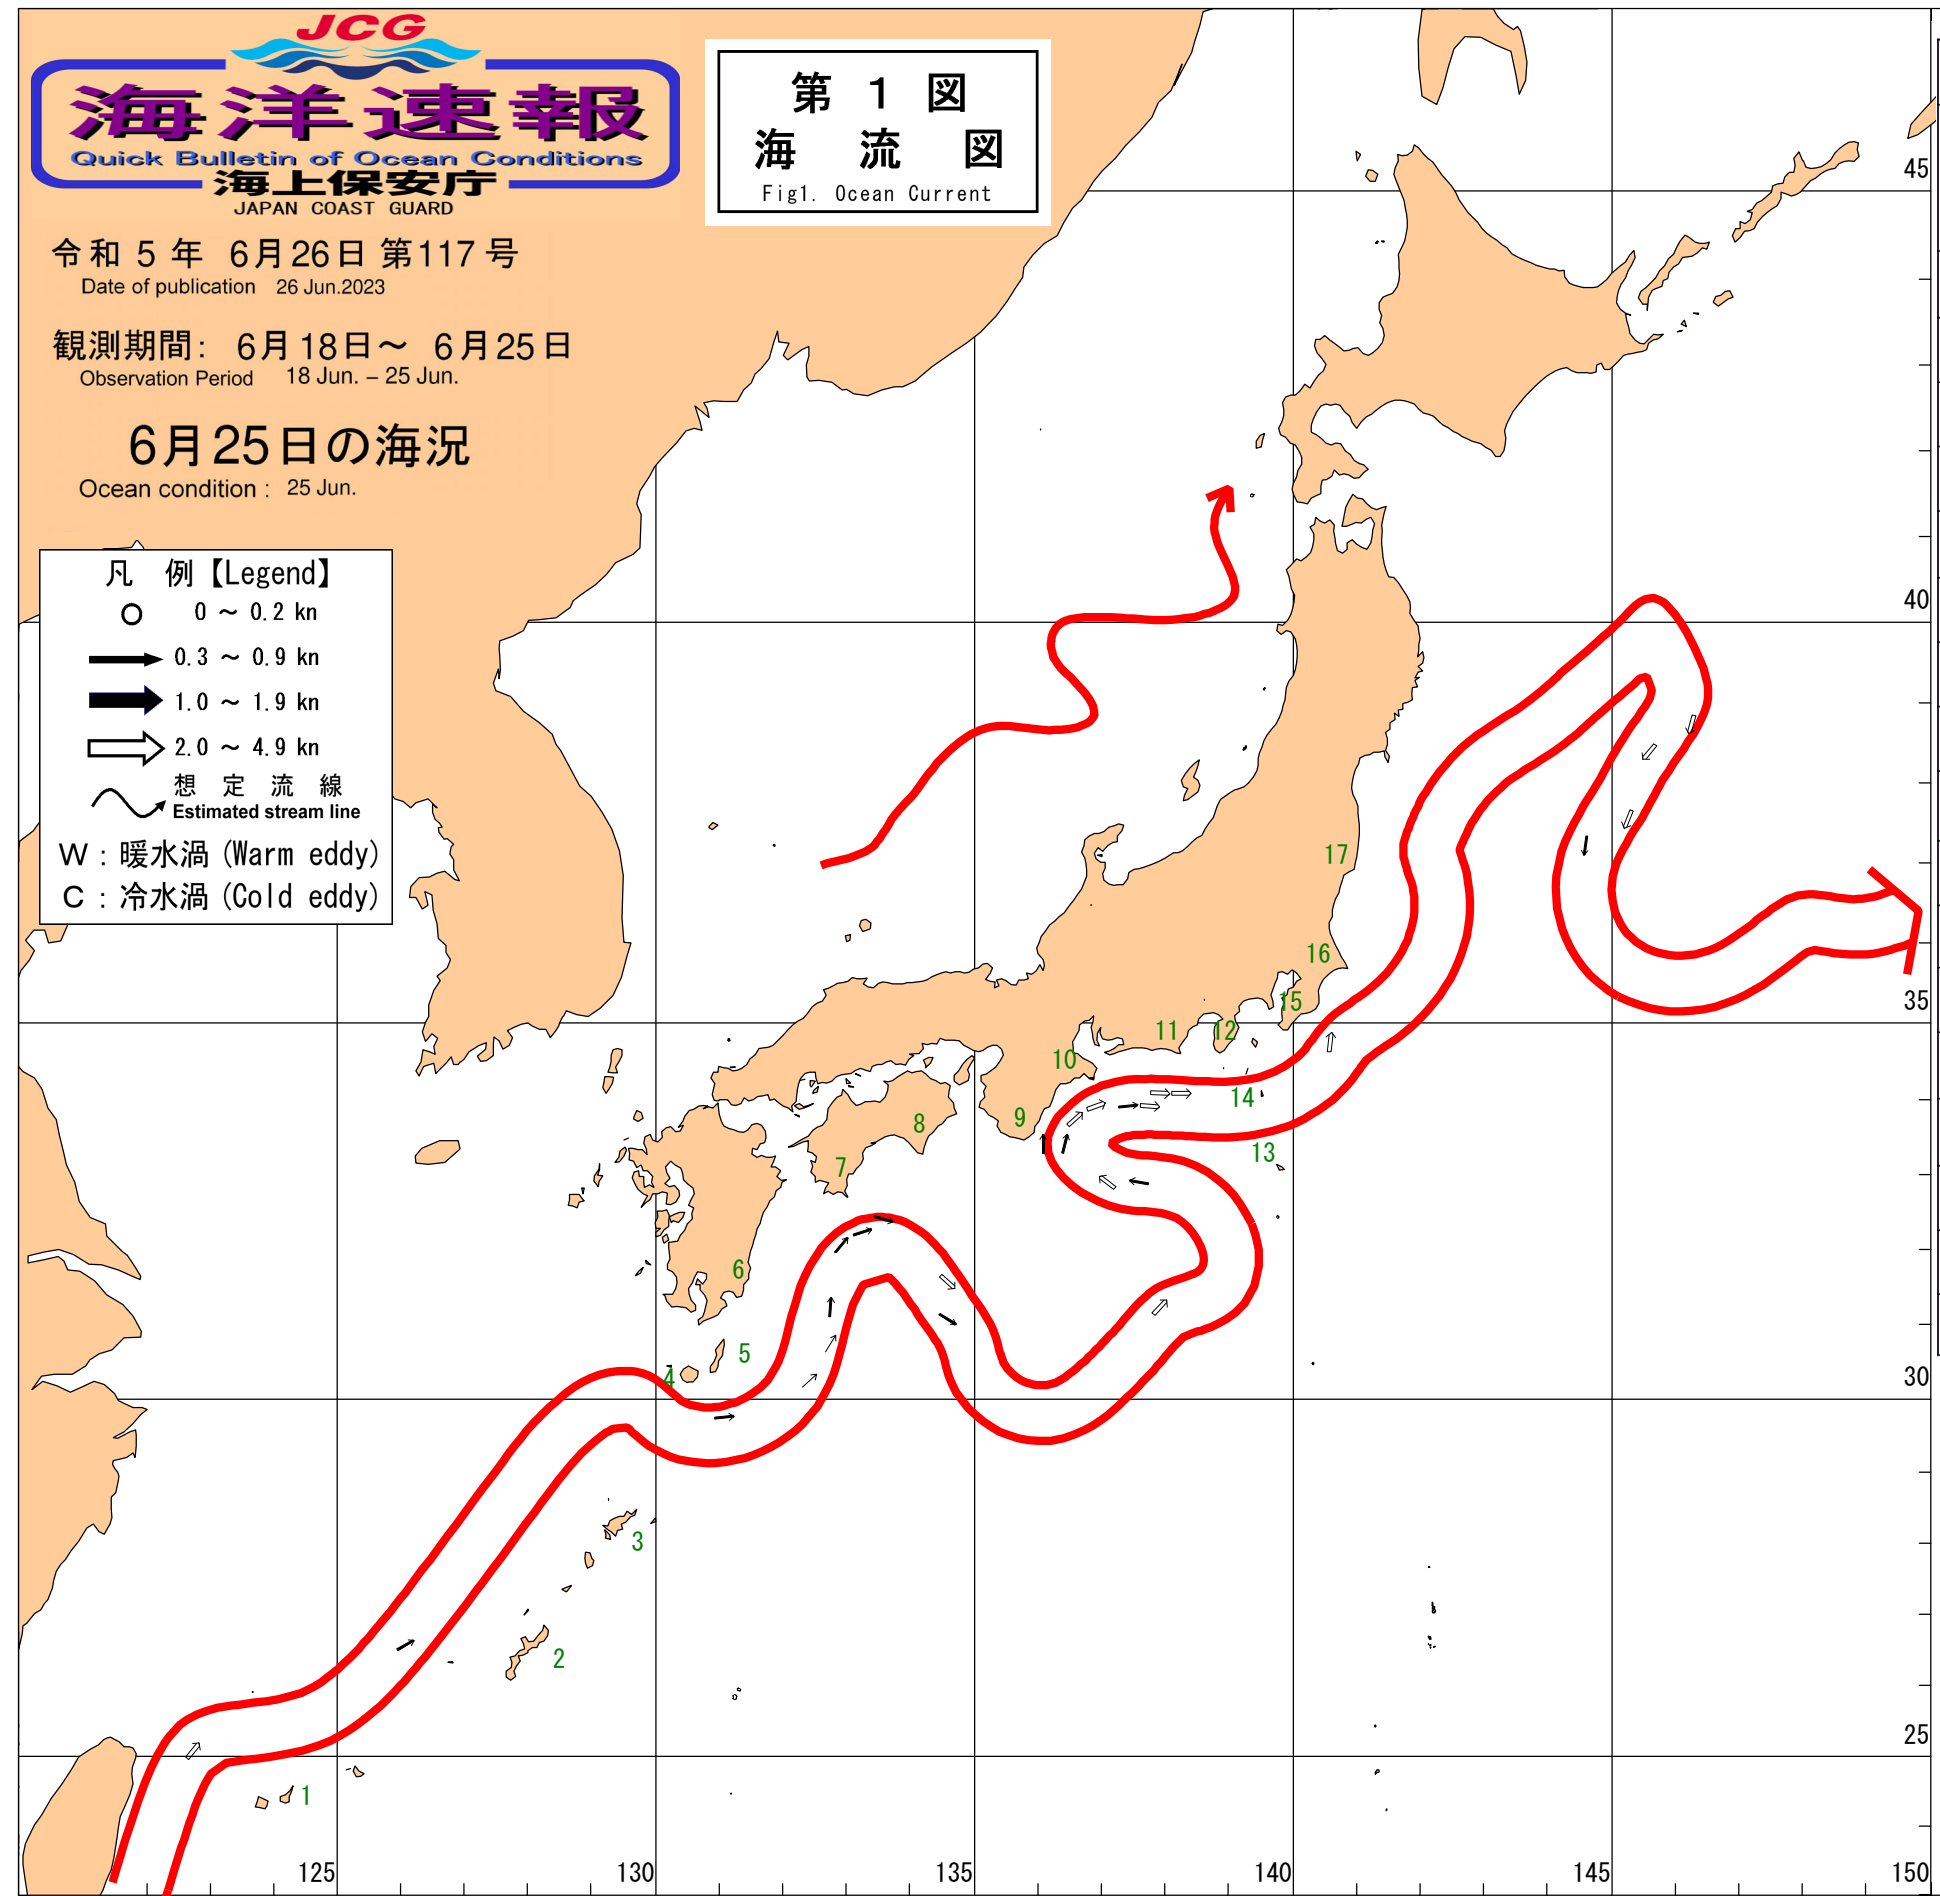 JCG
海洋速報
Quick Bulletin of Ocean Conditions
海上保安庁
JAPAN COAST GUARD
第 1 図
海 流 図
Fig1. Ocean Current
令和 5 年 6月26日 第117号
Date of publication 26 Jun.2023
観測期間: 6月18日~ 6月25日
Observation Period 18 Jun. – 25 Jun.
6月25日の海況
Ocean condition : 25 Jun.
凡 例【Legend】
0 ~ 0.2 kn
0.3 ~ 0.9 kn
1.0 ~ 1.9 kn
2.0 ~ 4.9 kn
想 定 流 線
Estimated stream line
W:暖水渦(Warm eddy)
C:冷水渦(Cold eddy)
45
40
17
16
35
15
11
12
10
14
9
8
13
7
6
5
4
30
3
2
25
1
125
130
135
140
145
150